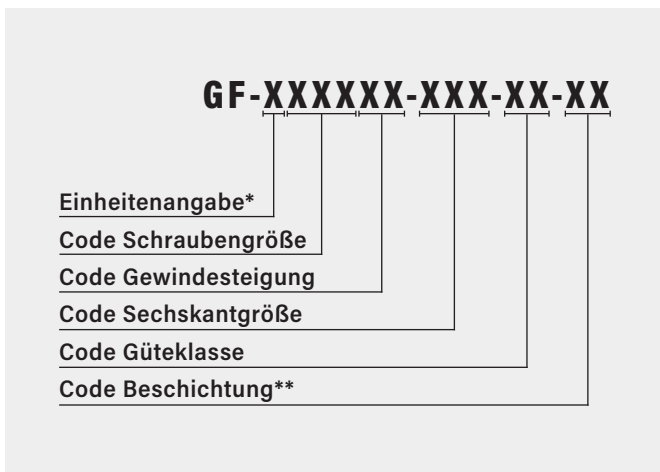 GF-XXXXXX-XXX-XX-XX
Einheitenangabe*
Code Schraubengröße
Code Gewindesteigung
Code Sechskantgröße
Code Güteklasse
Code Beschichtung**